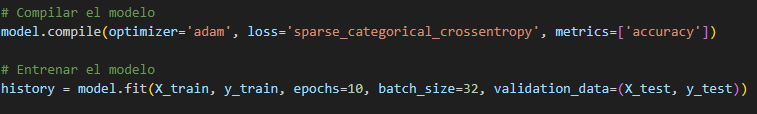 # Compilar el modelo
model.compile(optimizer='adam', loss='sparse_categorical_crossentropy', metrics=['accuracy'])
# Entrenar el modelo
history = model.fit(X_train, y_train, epochs=10, batch_size=32, validation_data=(X_test, y_test))